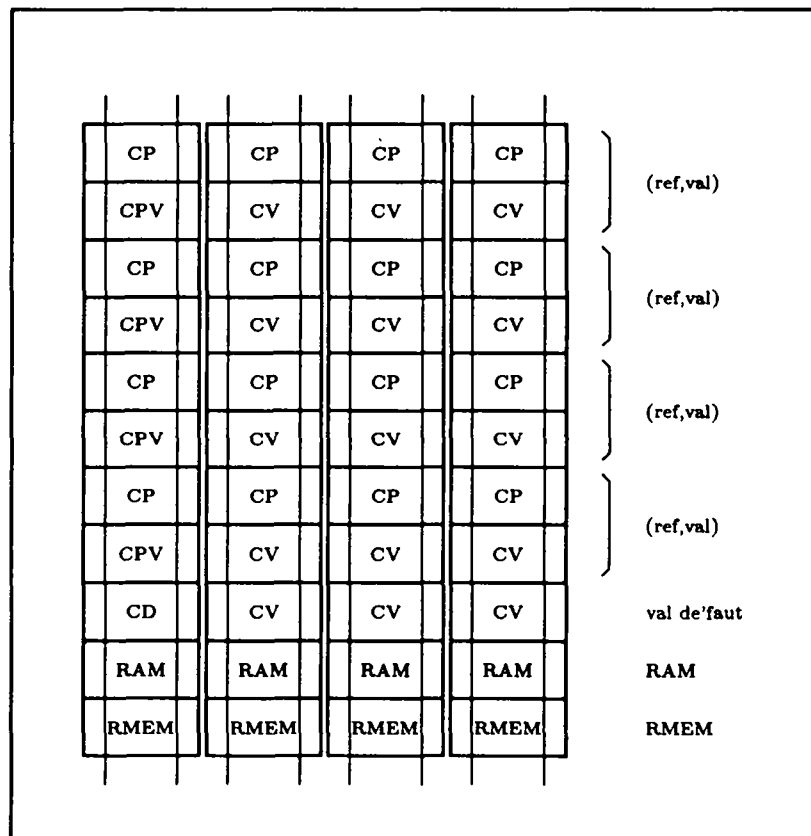 CP CP CP CP
(ref,val)
CPV CV CV CV
CP CP CP CP
(ref,val)
CPV CV CV CV
CP CP CP CP
(ref,val)
CPV CV CV CV
CP CP CP CP
(ref,val)
CPV CV CV CV
CD CV CV CV val de'faut
RAM RAM RAM RAM RAM
RMEM RMEM RMEM RMEM RMEM